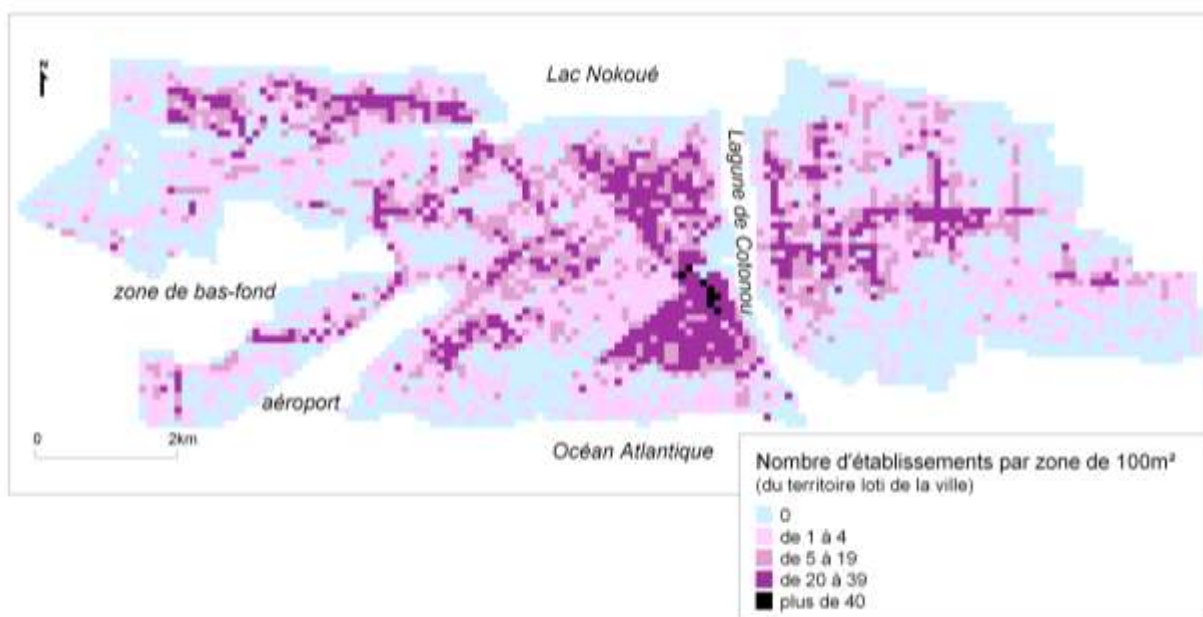 z
Lac Nokoué
Lagune de Cotonou
zone de bas-fond
aéroport
0 2km
Océan Atlantique
Nombre d'établissements par zone de 100m²
(du territoire loti de la ville)
0
de 1 à 4
de 5 à 19
de 20 à 39
plus de 40